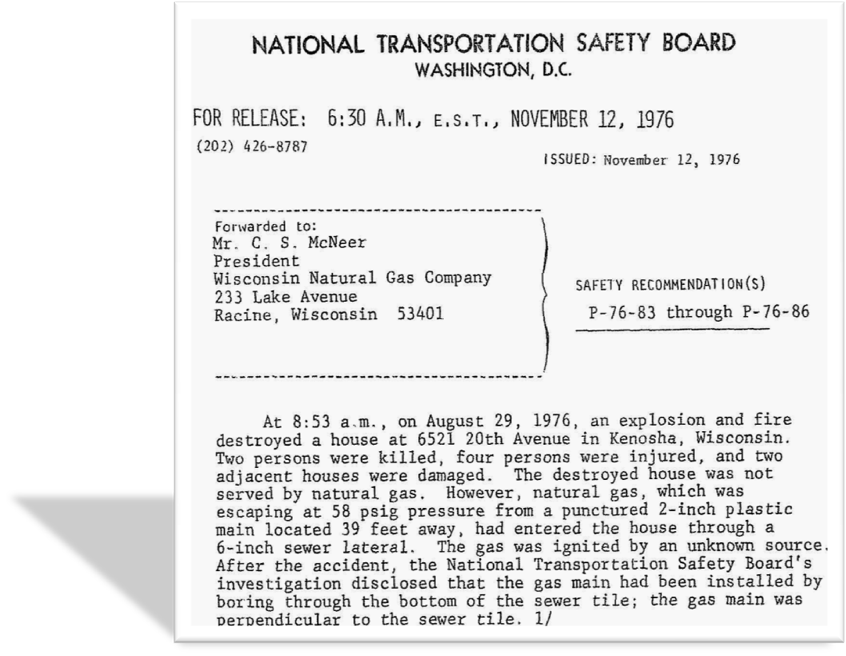 NATIONAL TRANSPORTATION SAFETY BOARD
WASHINGTON, D.C.
FOR RELEASE: 6:30 A.M., E.S.T., NOVEMBER 12, 1976
(202) 426-8787
ISSUED: November 12, 1976
Forwarded to:
Mr. C. S. McNeer
President
Wisconsin Natural Gas Company
233 Lake Avenue
Racine, Wisconsin 53401
SAFETY RECOMMENDATION(S)
P-76-83 through P-76-86
At 8:53 a.m., on August 29, 1976, an explosion and fire
destroyed a house at 6521 20th Avenue in Kenosha, Wisconsin.
Two persons were killed, four persons were injured, and two
adjacent houses were damaged. The destroyed house was not
served by natural gas. However, natural gas, which was
escaping at 58 psig pressure from a punctured 2-inch plastic
main located 39 feet away, had entered the house through a
6-inch sewer lateral. The gas was ignited by an unknown source.
After the accident, the National Transportation Safety Board's
investigation disclosed that the gas main had been installed by
boring through the bottom of the sewer tile; the gas main was
perpendicular to the sewer tile. 1/